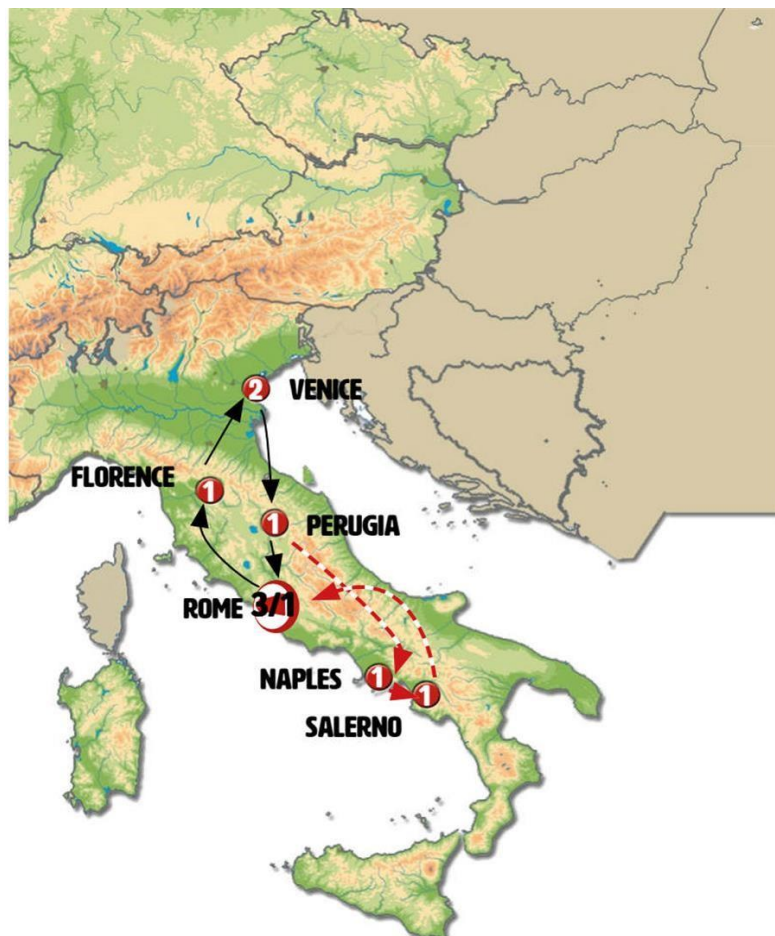 2 VENICE
FLORENCE
1
1 PERUGIA
ROME 3/1
NAPLES 1
1
SALERNO